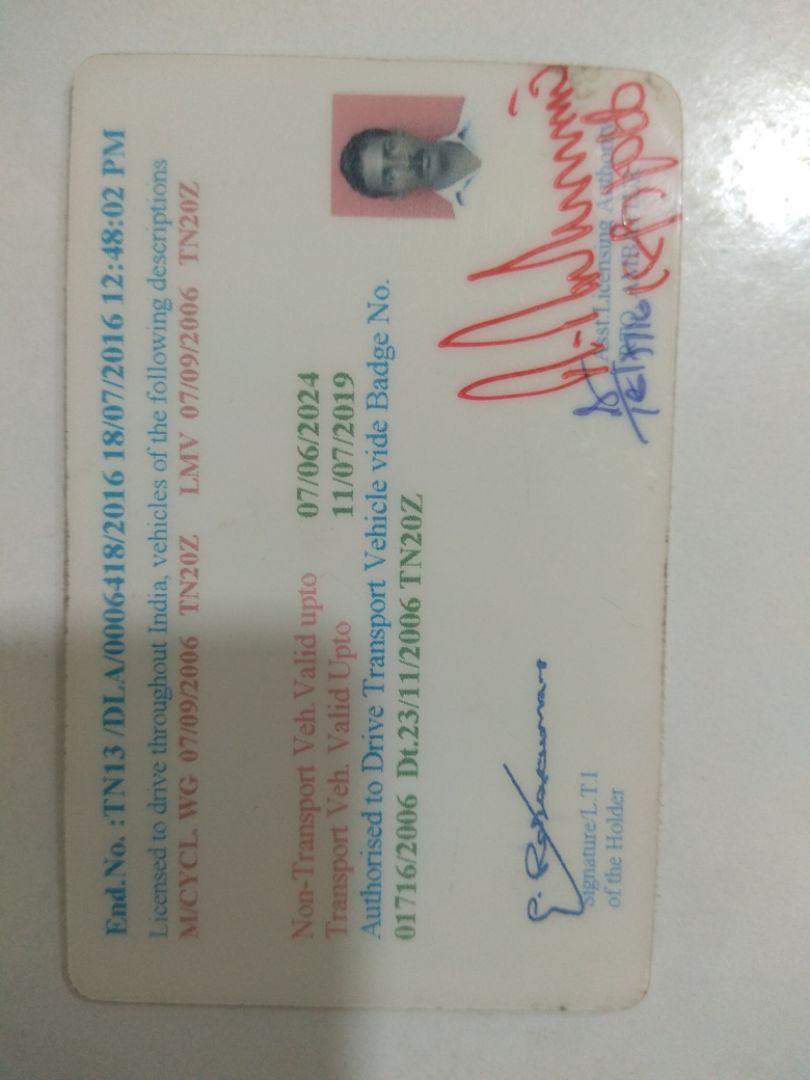 End.No. :TN13 /DLA/0006418/2016 18/07/2016 12:48:02 PM
Licensed to drive throughout India, vehicles of the following descriptions
M/CYCL. WG 07/09/2006 TN20Z LMV 07/09/2006 TN20Z
Non-Transport Veh. Valid upto 07/06/2024
Transport Veh. Valid Upto 11/07/2019
Authorised to Drive Transport Vehicle vide Badge No.
01716/2006 Dt.23/11/2006 TN20Z
Signature/L.T.I
of the Holder
Asst Licensing Authority